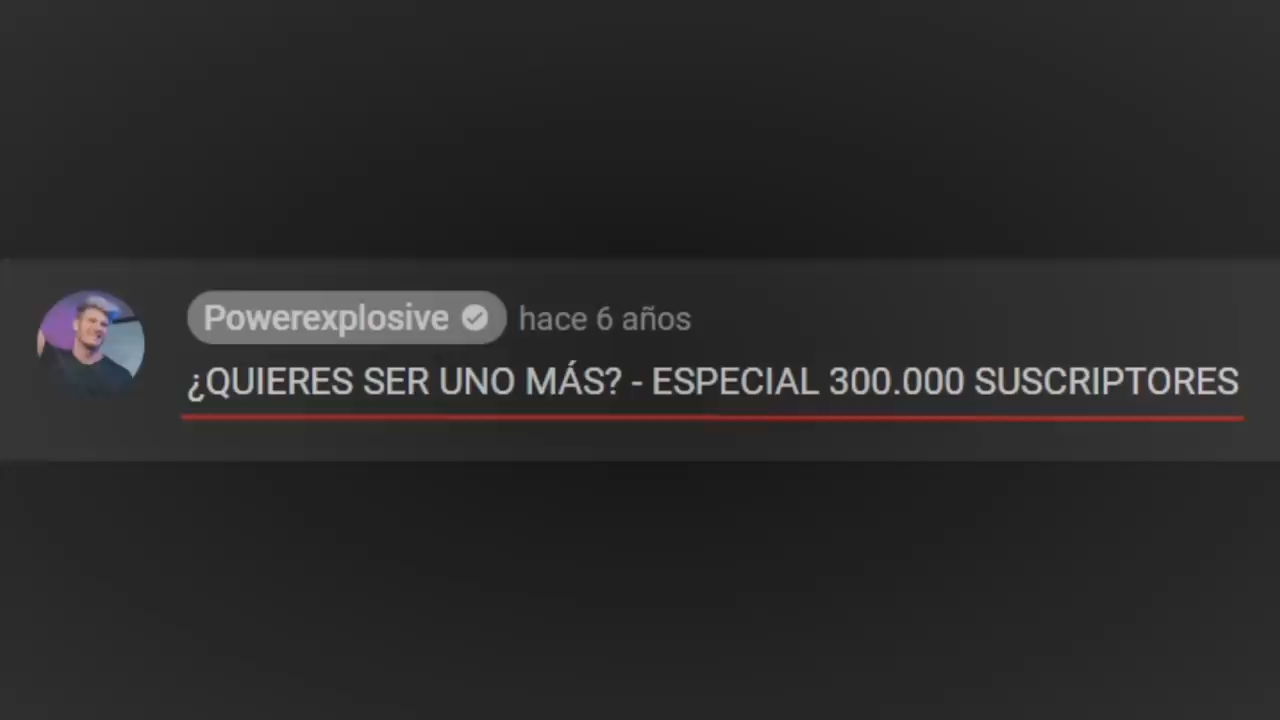 Powerexplosive hace 6 años
¿QUIERES SER UNO MÁS? - ESPECIAL 300.000 SUSCRIPTORES